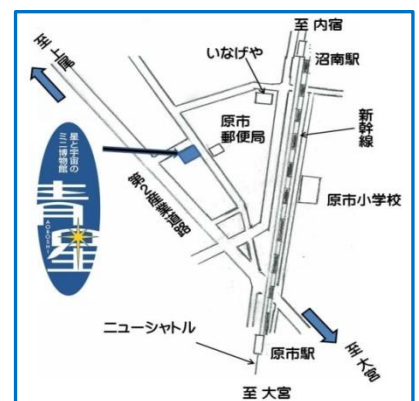 至 内宿
至上尾
沼南駅
いなげや
新幹線
原市
郵便局
星と宇宙の
ミニ博物館
青星
AOBOSHI
第2産業道路
原市小学校
ニューシャトル
原市駅
至大宮
至 大宮